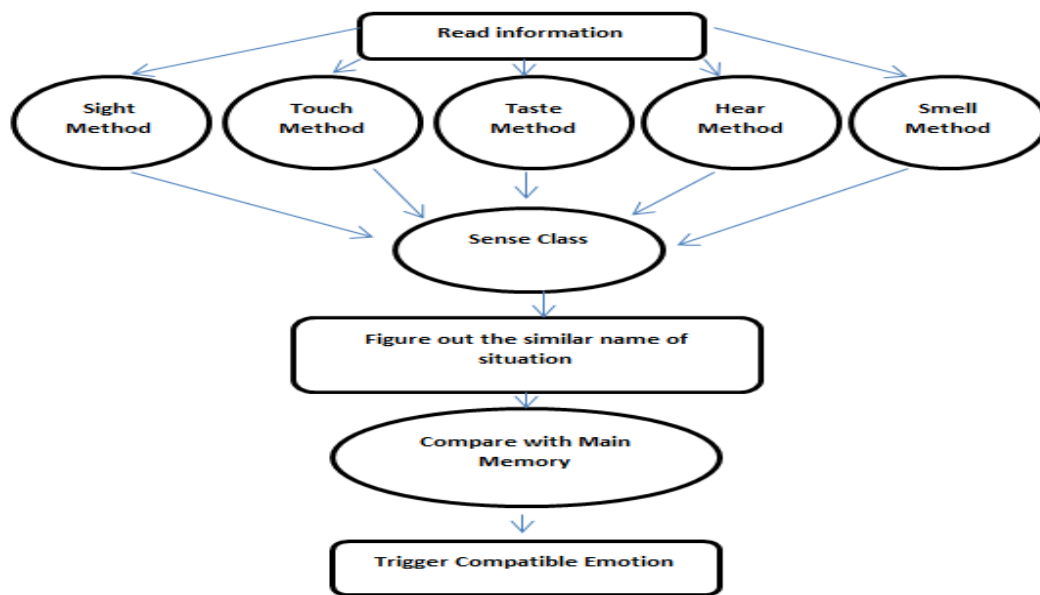 Read information
Sight
Method
Touch
Method
Taste
Method
Hear
Method
Smell
Method
Sense Class
Figure out the similar name of
situation
Compare with Main
Memory
Trigger Compatible Emotion